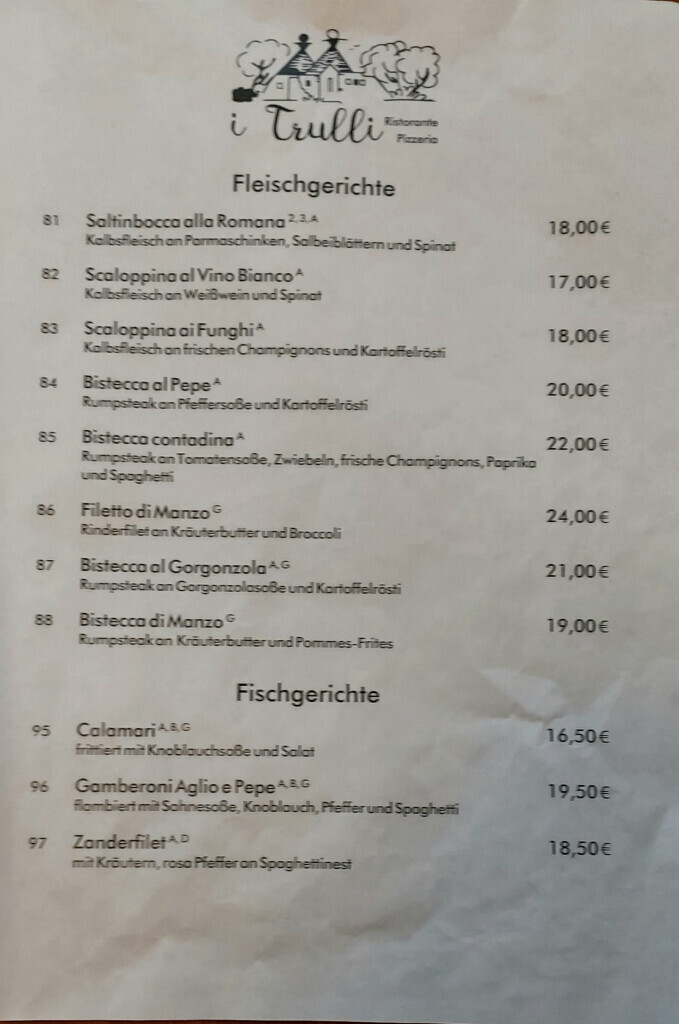 i Trulli Ristorante
Pizzeria
Fleischgerichte
81 Saltinbocca alla Romana 2,3,A 18,00€
Kalbsfleisch an Parmaschinken, Salbeiblättern und Spinat
82 Scaloppina al Vino Bianco A 17,00€
Kalbsfleisch an Weißwein und Spinat
83 Scaloppina ai Funghi A 18,00€
Kalbsfleisch an frischen Champignons und Kartoffelrösti
84 Bistecca al Pepe A 20,00€
Rumpsteak an Pfeffersoße und Kartoffelrösti
85 Bistecca contadina A 22,00€
Rumpsteak an Tomatensoße, Zwiebeln, frische Champignons, Paprika
und Spaghetti
86 Filetto di Manzo G 24,00€
Rinderfilet an Kräuterbutter und Broccoli
87 Bistecca al Gorgonzola A,G 21,00€
Rumpsteak an Gorgonzolasoße und Kartoffelrösti
88 Bistecca di Manzo G 19,00€
Rumpsteak an Kräuterbutter und Pommes-Frites
Fischgerichte
95 Calamari A,B,G 16,50€
frittiert mit Knoblauchsoße und Salat
96 Gamberoni Aglio e Pepe A,B,G 19,50€
flambiert mit Sahnesoße, Knoblauch, Pfeffer und Spaghetti
97 Zanderfilet A,D 18,50€
mit Kräutern, rosa Pfeffer an Spaghettinest